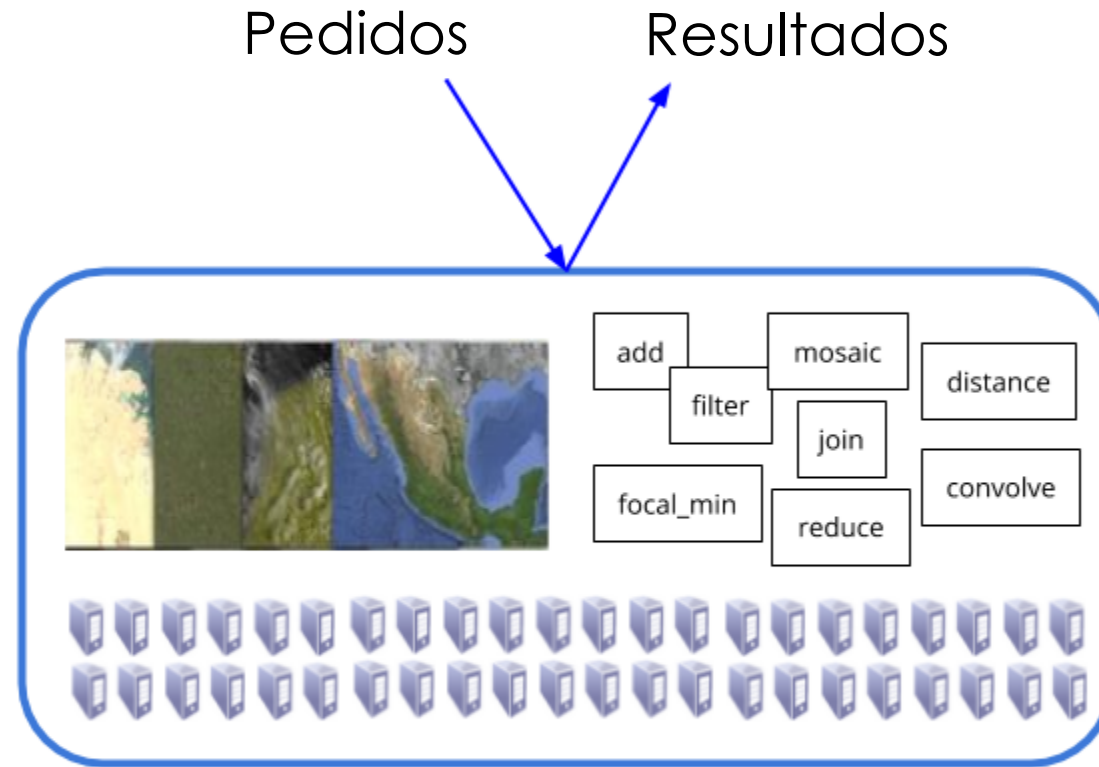 Pedidos
Resultados
add
mosaic
distance
filter
join
focal_min
convolve
reduce